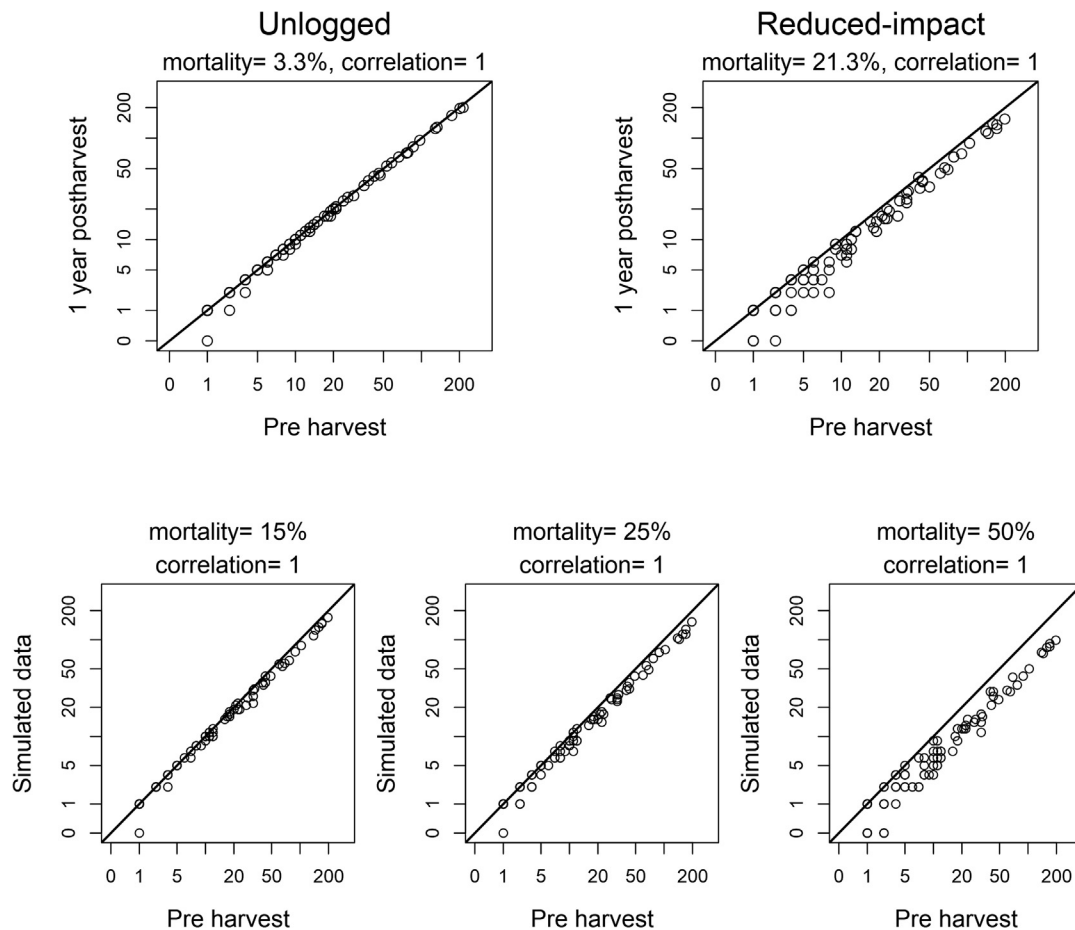 Unlogged
mortality= 3.3%, correlation= 1
1 year postharvest
200
50
10
5
1
0
0 1 5 10 20 50 200
Pre harvest
Reduced-impact
mortality= 21.3%, correlation= 1
1 year postharvest
200
50
10
5
1
0
0 1 5 10 20 50 200
Pre harvest
mortality= 15%
correlation= 1
Simulated data
200
50
20
5
1
0
0 1 5 20 50 200
Pre harvest
mortality= 25%
correlation= 1
Simulated data
200
50
20
5
1
0
0 1 5 20 50 200
Pre harvest
mortality= 50%
correlation= 1
Simulated data
200
50
20
5
1
0
0 1 5 20 50 200
Pre harvest